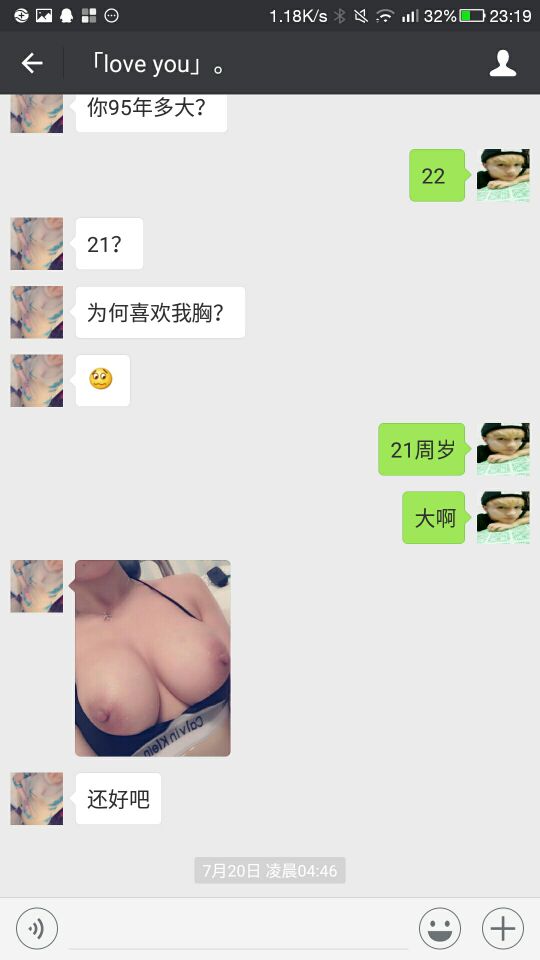 1.18K/s 32% 23:19
「love you」。
你95年多大？
22
21？
为何喜欢我胸？
21周岁
大啊
Calvin Klein
还好吧
7月20日 凌晨04:46